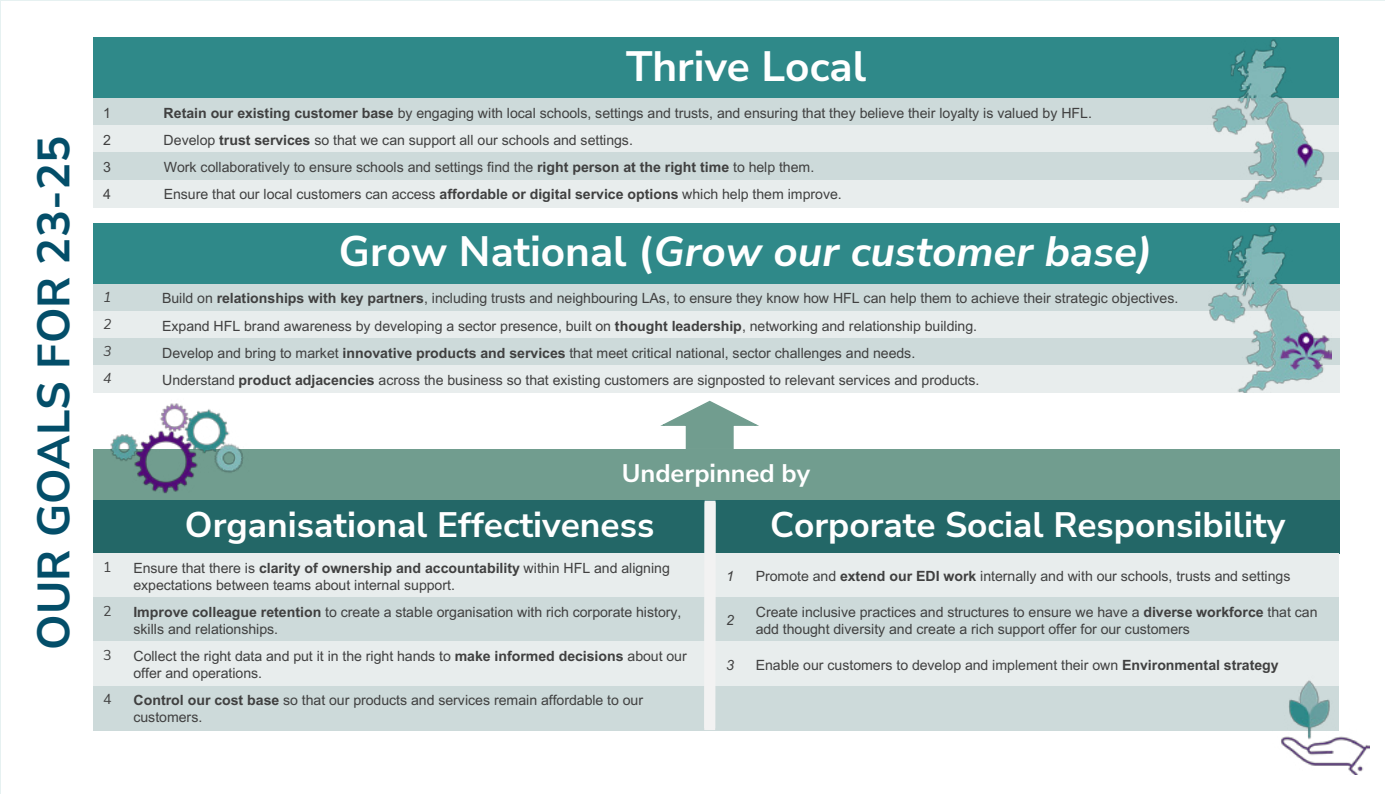 OUR GOALS FOR 23-25
Thrive Local
1 Retain our existing customer base by engaging with local schools, settings and trusts, and ensuring that they believe their loyalty is valued by HFL.
2 Develop trust services so that we can support all our schools and settings.
3 Work collaboratively to ensure schools and settings find the right person at the right time to help them.
4 Ensure that our local customers can access affordable or digital service options which help them improve.
Grow National (Grow our customer base)
1 Build on relationships with key partners, including trusts and neighbouring LAs, to ensure they know how HFL can help them to achieve their strategic objectives.
2 Expand HFL brand awareness by developing a sector presence, built on thought leadership, networking and relationship building.
3 Develop and bring to market innovative products and services that meet critical national, sector challenges and needs.
4 Understand product adjacencies across the business so that existing customers are signposted to relevant services and products.
Underpinned by
Organisational Effectiveness
1 Ensure that there is clarity of ownership and accountability within HFL and aligning
expectations between teams about internal support.
2 Improve colleague retention to create a stable organisation with rich corporate history,
skills and relationships.
3 Collect the right data and put it in the right hands to make informed decisions about our
offer and operations.
4 Control our cost base so that our products and services remain affordable to our
customers.
Corporate Social Responsibility
1 Promote and extend our EDI work internally and with our schools, trusts and settings
2 Create inclusive practices and structures to ensure we have a diverse workforce that can
add thought diversity and create a rich support offer for our customers
3 Enable our customers to develop and implement their own Environmental strategy